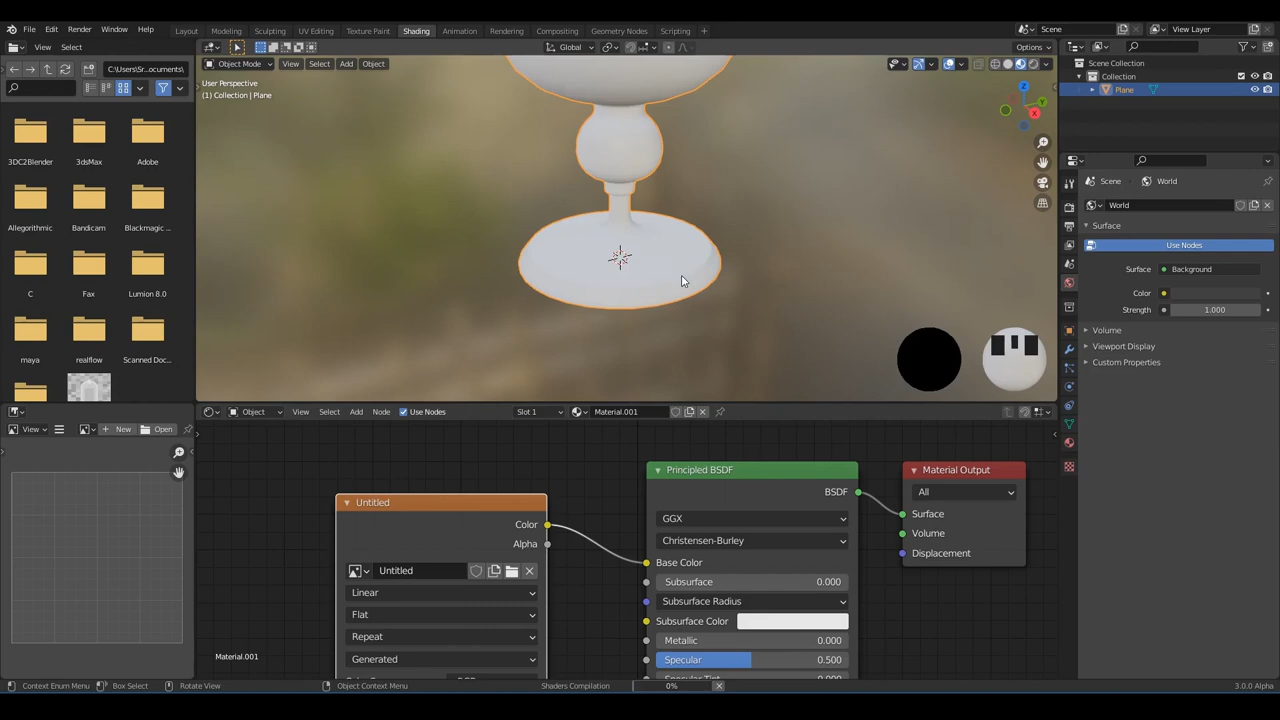 File Edit Render Window Help Layout Modeling Sculpting UV Editing Texture Paint Shading Animation Rendering Compositing Geometry Nodes Scripting + Scene View Layer
View Select Global Options
C:\Users\Sr...ocuments\
Object Mode View Select Add Object
User Perspective
(1) Collection | Plane
Z
Y
X
3DC2Blender 3dsMax Adobe
Allegorithmic Bandicam Blackmagic ...
C Fax Lumion 8.0
maya realflow Scanned Doc...
Scene Collection
Collection
Plane
Scene World
World
Surface
Use Nodes
Surface Background
Color
Strength 1.000
Volume
Viewport Display
Custom Properties
View New Open
Object View Select Add Node Use Nodes Slot 1 Material.001
Untitled
Color
Alpha
Untitled
Linear
Flat
Repeat
Generated
Principled BSDF
BSDF
GGX
Christensen-Burley
Base Color
Subsurface 0.000
Subsurface Radius
Subsurface Color
Metallic 0.000
Specular 0.500
Material Output
All
Surface
Volume
Displacement
Material.001
Context Enum Menu Box Select Rotate View Object Context Menu Shaders Compilation 0% 3.0.0 Alpha